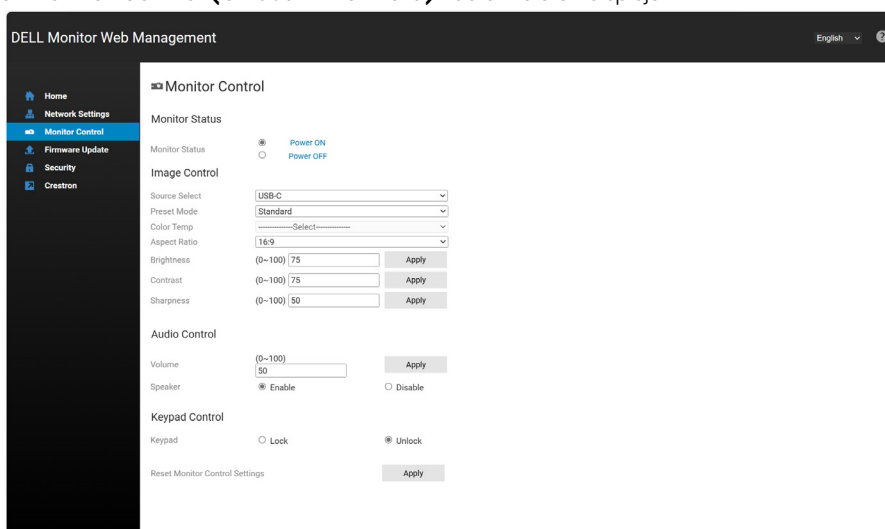 DELL Monitor Web Management
English
Home
Network Settings
Monitor Control
Firmware Update
Security
Crestron
Monitor Control
Monitor Status
Monitor Status
Power ON
Power OFF
Image Control
Source Select USB-C
Preset Mode Standard
Color Temp --------------Select--------------
Aspect Ratio 16:9
Brightness (0~100) 75 Apply
Contrast (0~100) 75 Apply
Sharpness (0~100) 50 Apply
Audio Control
Volume (0~100) 50 Apply
Speaker Enable Disable
Keypad Control
Keypad Lock Unlock
Reset Monitor Control Settings Apply